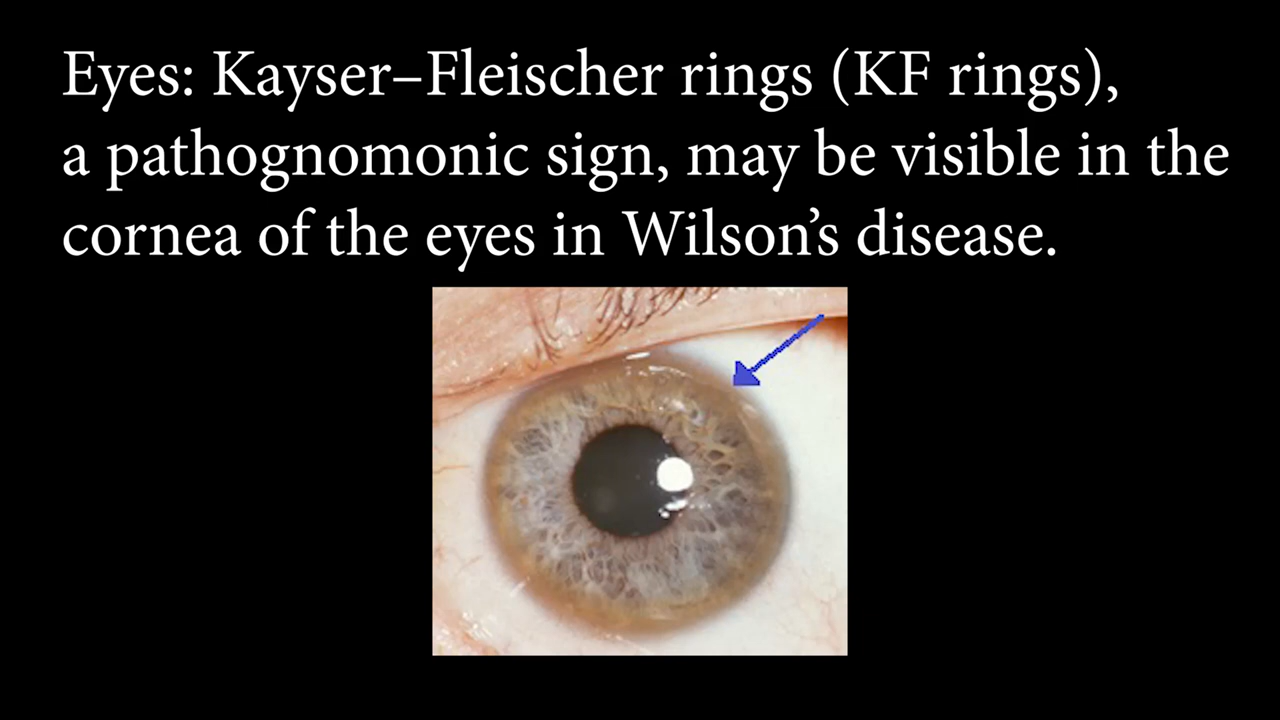 Eyes: Kayser–Fleischer rings (KF rings),
a pathognomonic sign, may be visible in the
cornea of the eyes in Wilson’s disease.